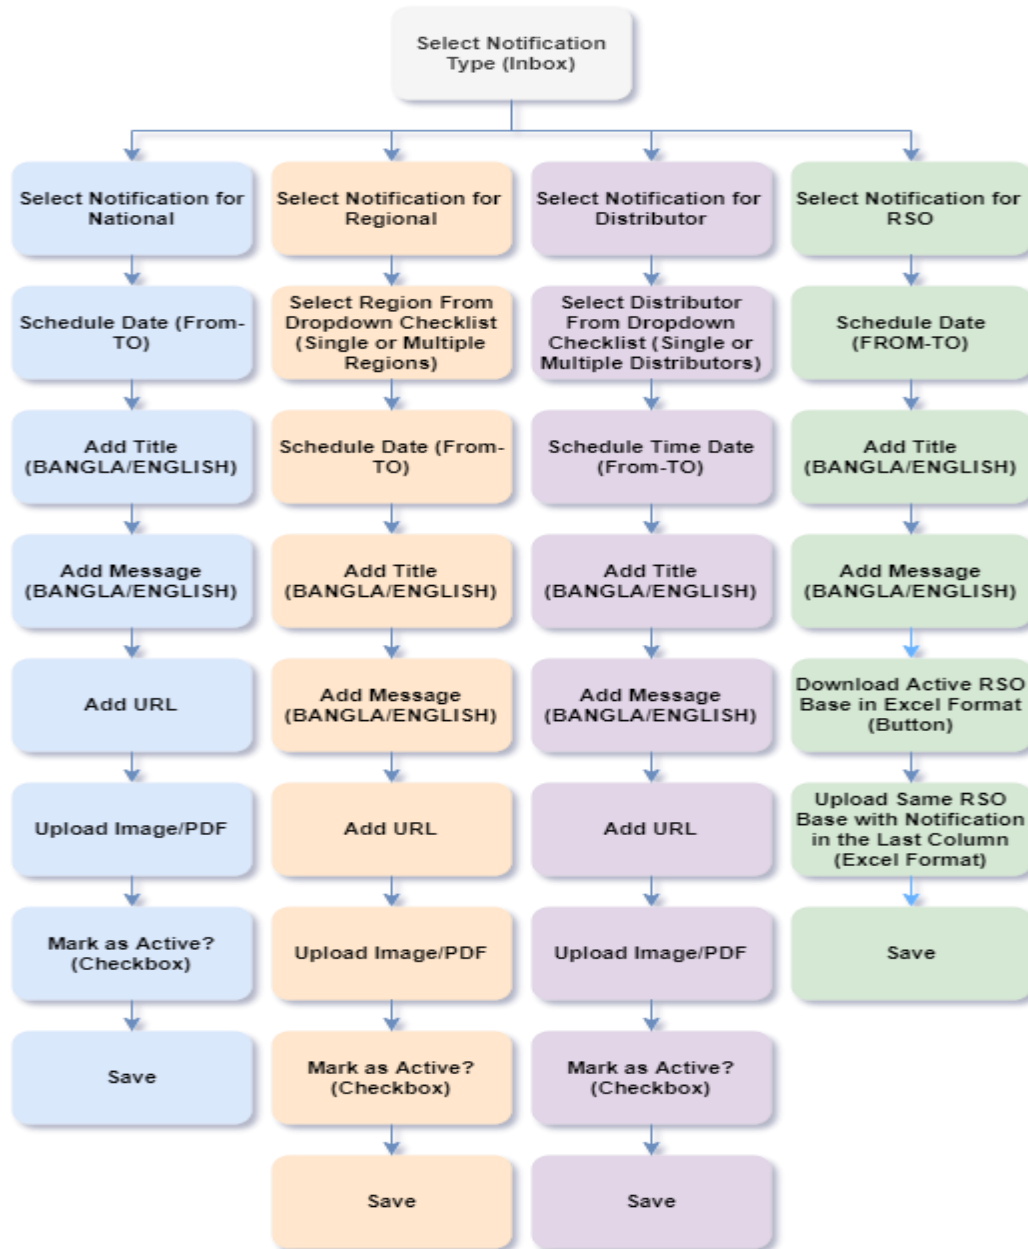 Select Notification
Type (Inbox)
Select Notification for
National
Schedule Date (From-
TO)
Add Title
(BANGLA/ENGLISH)
Add Message
(BANGLA/ENGLISH)
Add URL
Upload Image/PDF
Mark as Active?
(Checkbox)
Save
Select Notification for
Regional
Select Region From
Dropdown Checklist
(Single or Multiple
Regions)
Schedule Date (From-
TO)
Add Title
(BANGLA/ENGLISH)
Add Message
(BANGLA/ENGLISH)
Add URL
Upload Image/PDF
Mark as Active?
(Checkbox)
Save
Select Notification for
Distributor
Select Distributor
From Dropdown
Checklist (Single or
Multiple Distributors)
Schedule Time Date
(From-TO)
Add Title
(BANGLA/ENGLISH)
Add Message
(BANGLA/ENGLISH)
Add URL
Upload Image/PDF
Mark as Active?
(Checkbox)
Save
Select Notification for
RSO
Schedule Date
(FROM-TO)
Add Title
(BANGLA/ENGLISH)
Add Message
(BANGLA/ENGLISH)
Download Active RSO
Base in Excel Format
(Button)
Upload Same RSO
Base with Notification
in the Last Column
(Excel Format)
Save